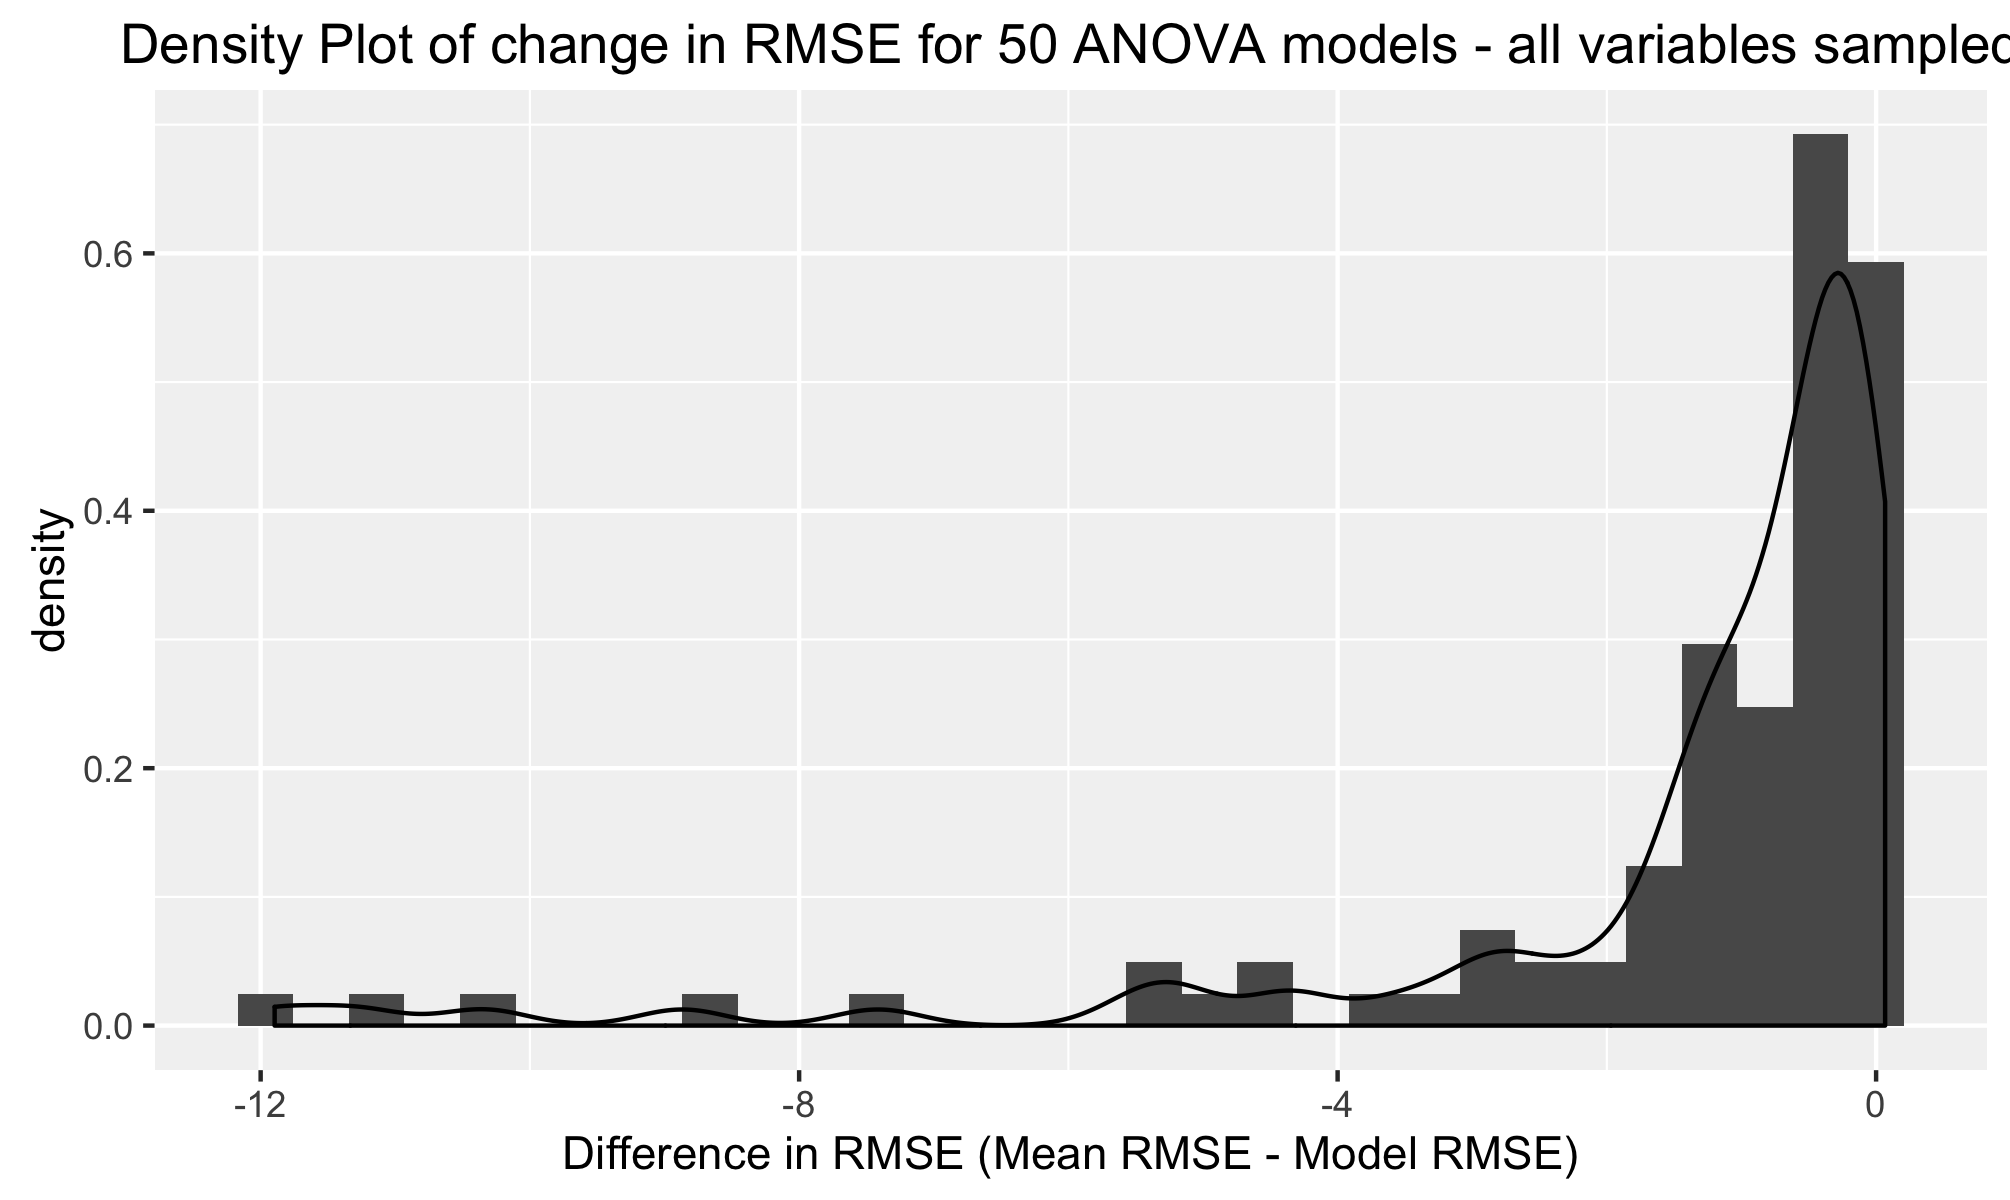 Density Plot of change in RMSE for 50 ANOVA models - all variables sampled
density
0.6
0.4
0.2
0.0
-12
-8
-4
0
Difference in RMSE (Mean RMSE - Model RMSE)